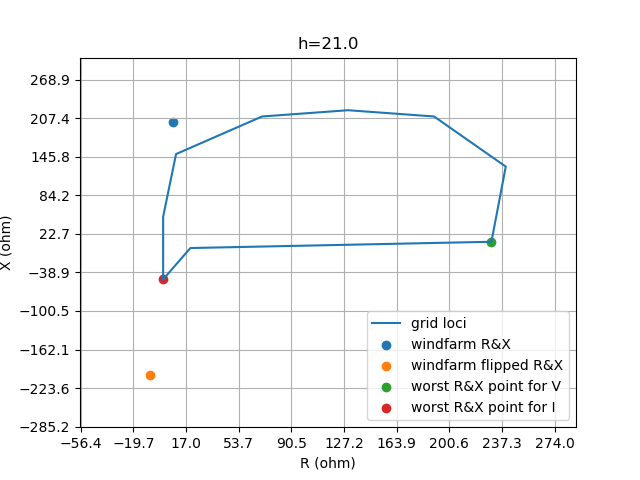 h=21.0
268.9
207.4
145.8
84.2
22.7
−38.9
−100.5
−162.1
−223.6
−285.2
X (ohm)
−56.4 −19.7 17.0 53.7 90.5 127.2 163.9 200.6 237.3 274.0
R (ohm)
grid loci
windfarm R&X
windfarm flipped R&X
worst R&X point for V
worst R&X point for I